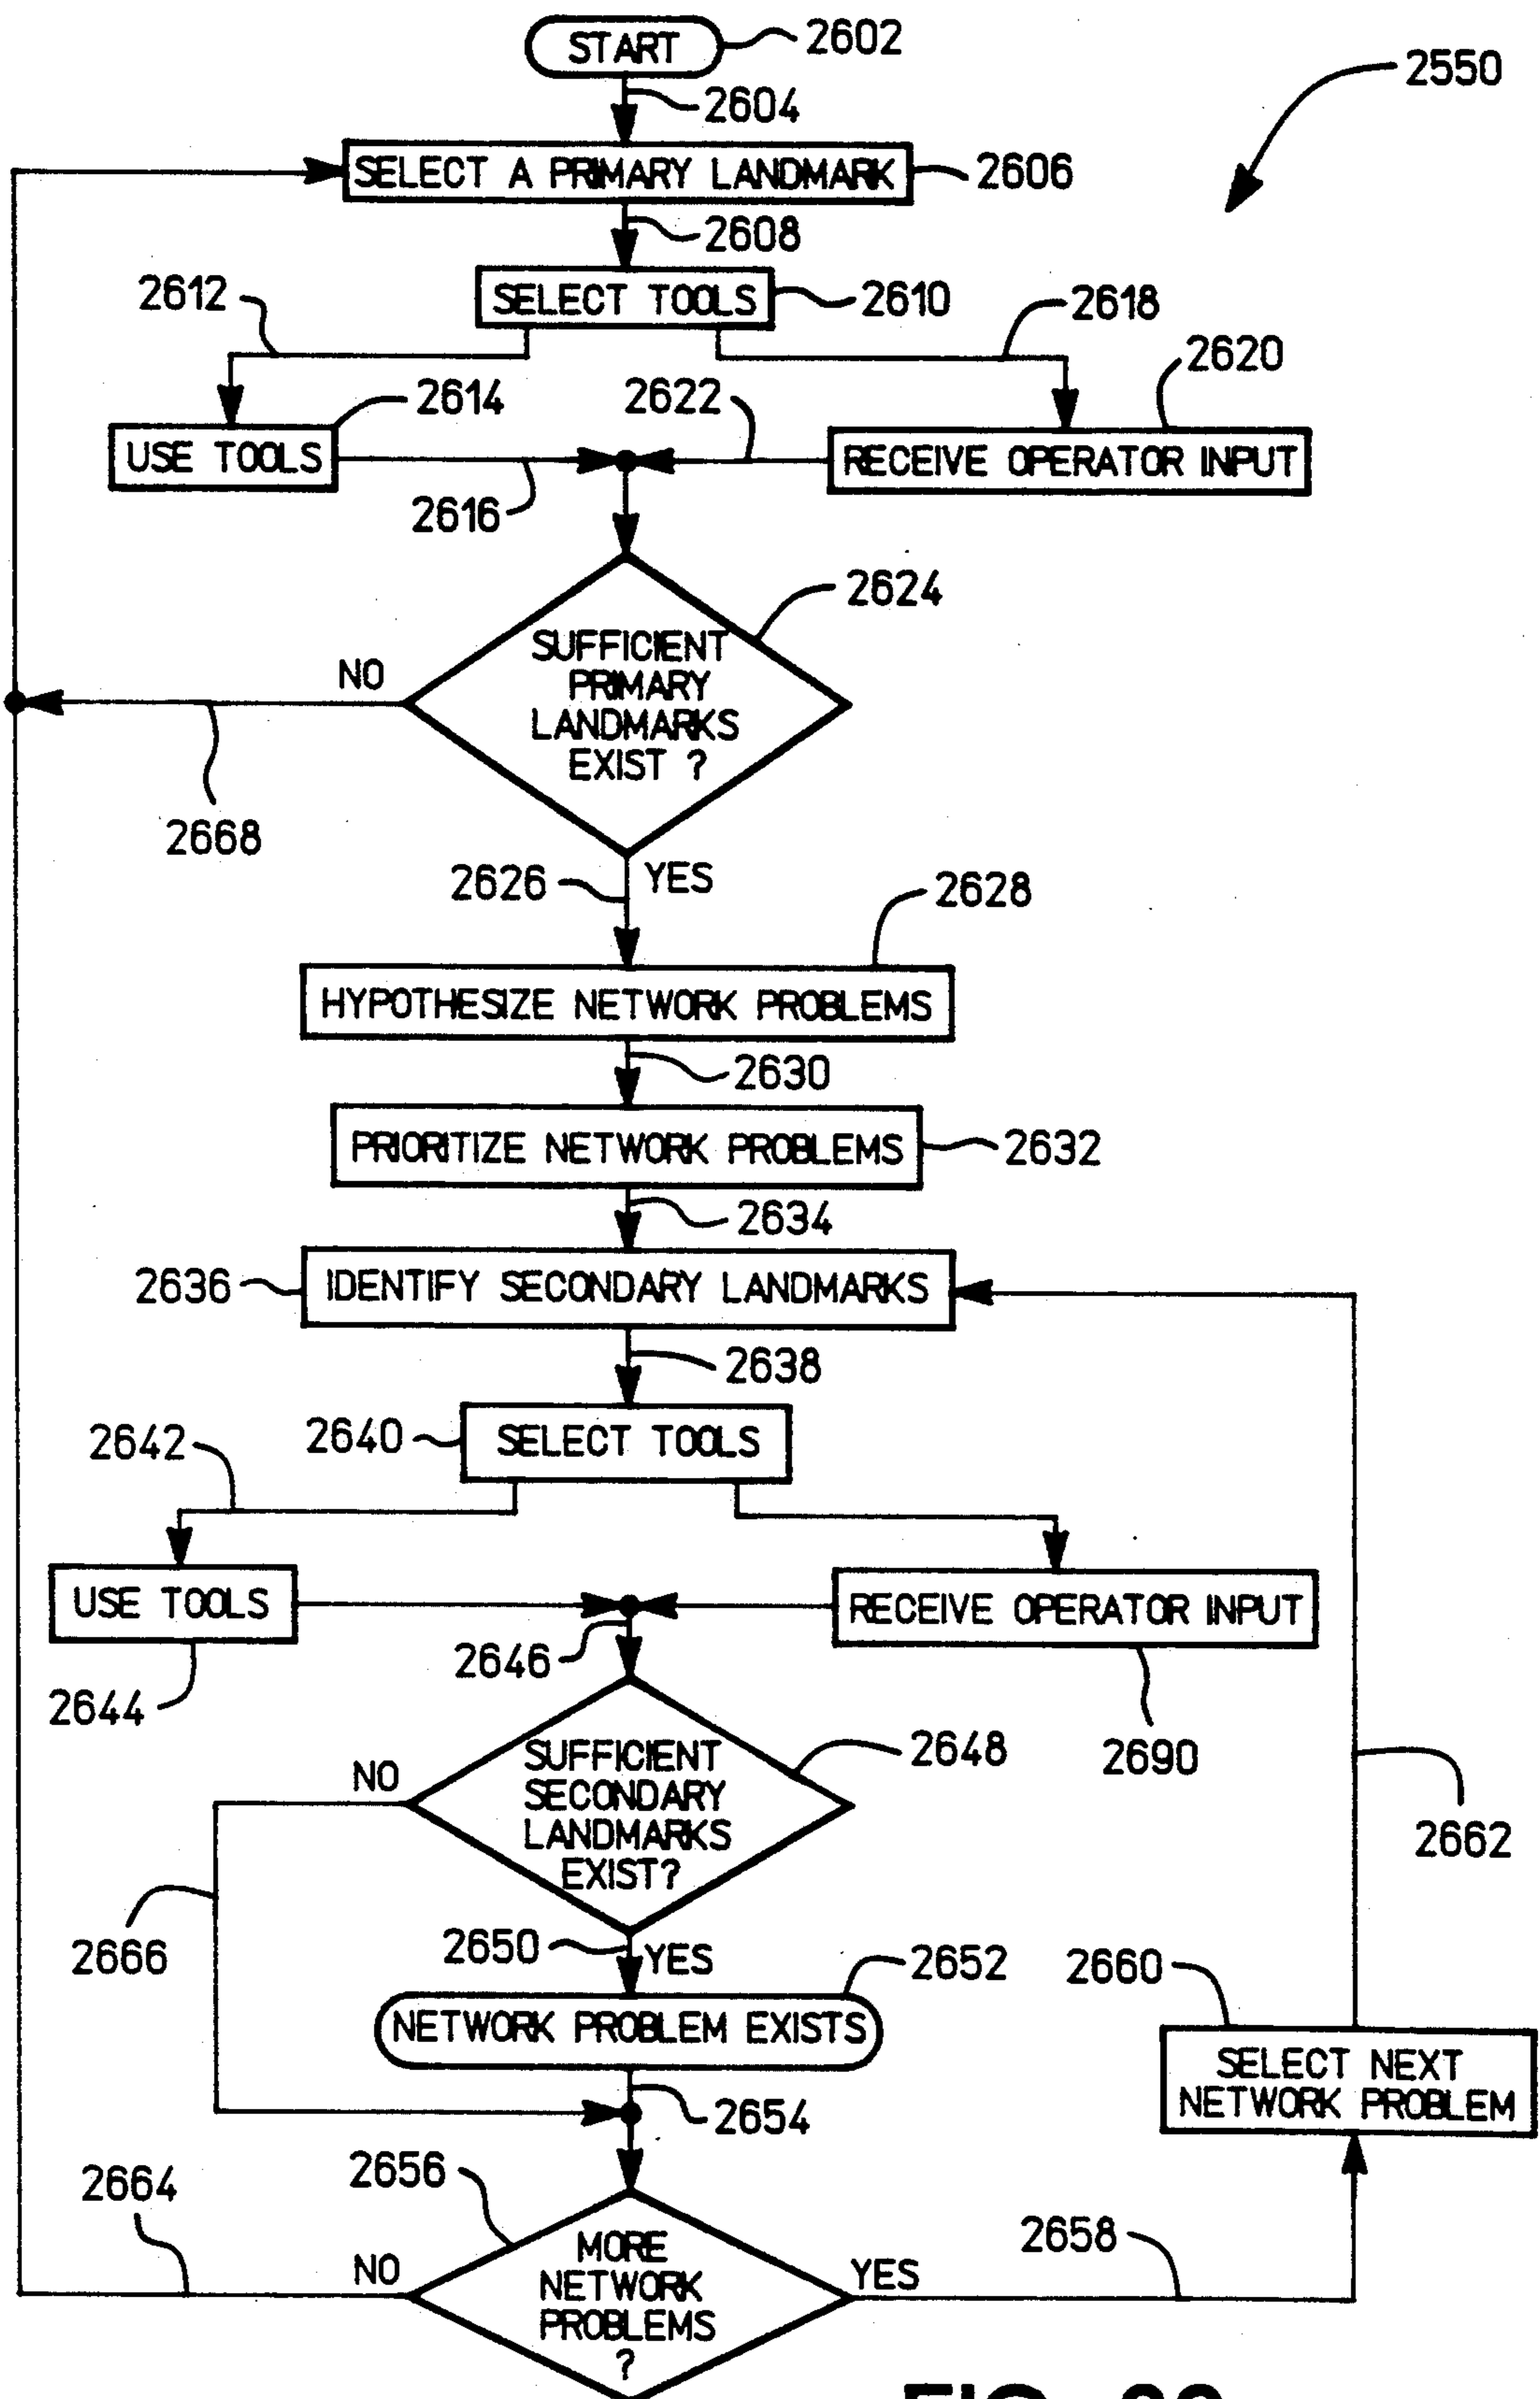 START
2602
2550
2604
SELECT A PRIMARY LANDMARK
2606
2608
2612
SELECT TOOLS
2610
2618
2620
2614
2622
USE TOOLS
RECEIVE OPERATOR INPUT
2616
2624
SUFFICIENT
PRIMARY
LANDMARKS
EXIST ?
NO
2668
2626
YES
2628
HYPOTHESIZE NETWORK PROBLEMS
2630
PRIORITIZE NETWORK PROBLEMS
2632
2634
2636
IDENTIFY SECONDARY LANDMARKS
2638
2642
2640
SELECT TOOLS
USE TOOLS
RECEIVE OPERATOR INPUT
2646
2644
2690
2648
NO
SUFFICIENT
SECONDARY
LANDMARKS
EXIST?
2662
2666
2650
YES
2652
2660
NETWORK PROBLEM EXISTS
SELECT NEXT
NETWORK PROBLEM
2654
2656
2664
2658
NO
MORE
NETWORK
PROBLEMS
?
YES